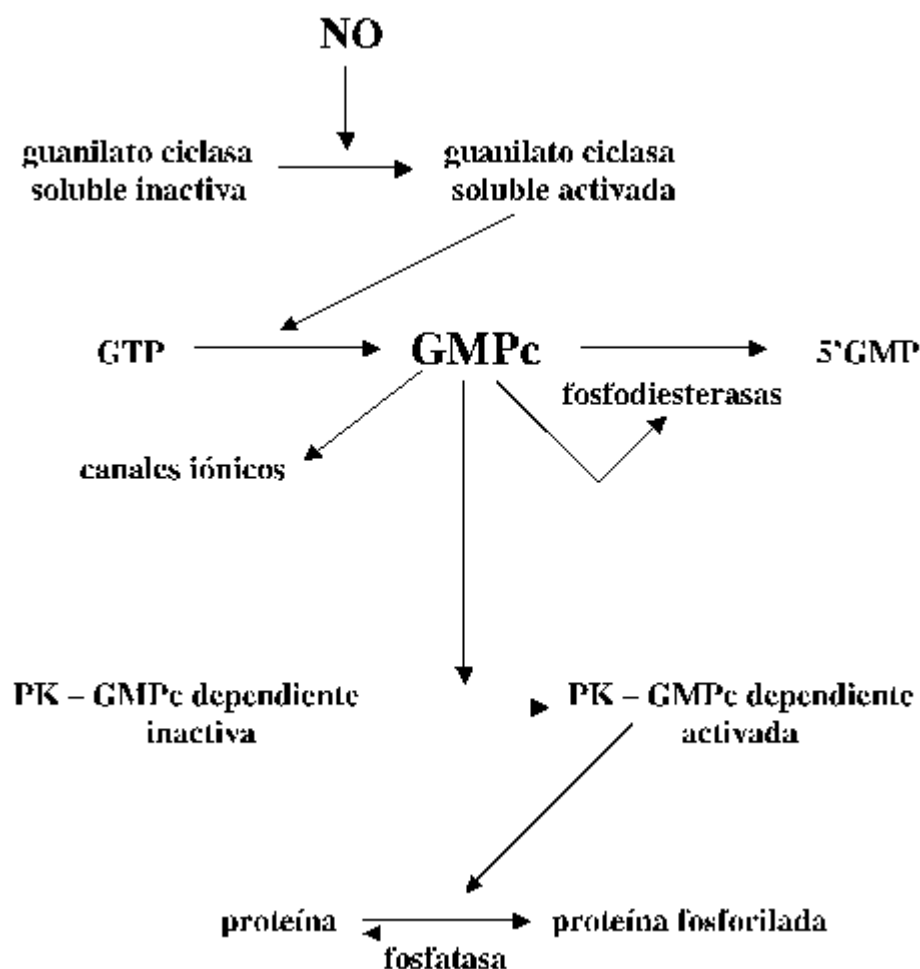 NO
guanilato ciclasa
soluble inactiva
guanilato ciclasa
soluble activada
GTP
GMPc
5'GMP
fosfodiesterasas
canales iónicos
PK – GMPc dependiente
inactiva
PK – GMPc dependiente
activada
proteína
proteína fosforilada
fosfatasa